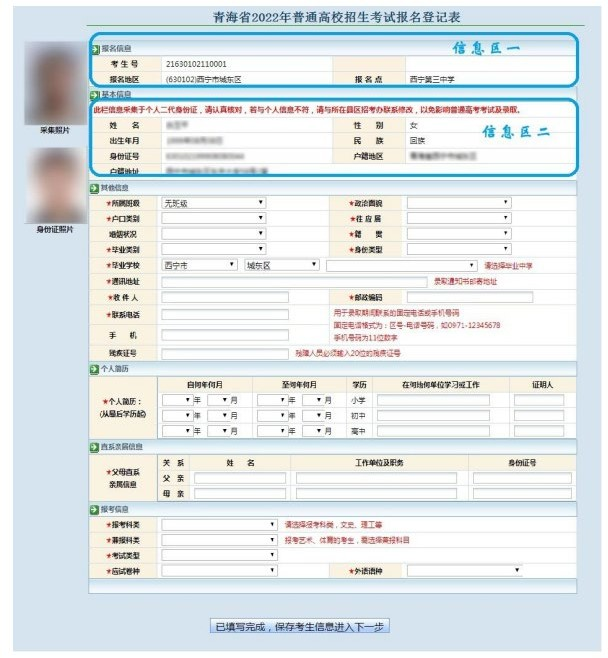 青海省2022年普通高校招生考试报名登记表
报名信息
信息区一
考 生 号 21630102110001
报名地区 (630102)西宁市城东区 报 名 点 西宁第三中学
基本信息
此栏信息采集于个人二代身份证，请认真核对，若与个人信息不符，请与所在县区招考办联系修改，以免影响普通高考考试及录取。
姓 名 性 别 女
信息区二
出生年月 民 族 回族
身份证号 户籍地区
户籍地址
采集照片
身份证照片
其他信息
★所属班级 无班级 ★政治面貌
★户口类别 ★往 应 届
婚姻状况 ★籍 贯
★毕业类别 ★身份类型
★毕业学校 西宁市 城东区 请选择毕业中学
★通讯地址 录取通知书邮寄地址
★收 件 人 ★邮政编码
★联系电话 用于录取期间联系的固定电话或手机号码
固定电话格式为：区号-电话号码，如0971-12345678
手 机 手机号码为11位数字
残疾证号 残障人员必须输入20位的残疾证号
个人简历
自何年何月 至何年何月 学历 在何地何单位学习或工作 证明人
★个人简历：
(从最后学历起)
年 月 年 月 小学
年 月 年 月 初中
年 月 年 月 高中
直系亲属信息
关 系 姓 名 工作单位及职务 身份证号
★父母直系
亲属信息
父 亲
母 亲
报考信息
★报考科类 请选择报考科类，文史、理工等
★兼报科类 报考艺术、体育的考生，需选择兼报科目
★考试类型
★应试卷种 ★外语语种
已填写完成，保存考生信息进入下一步